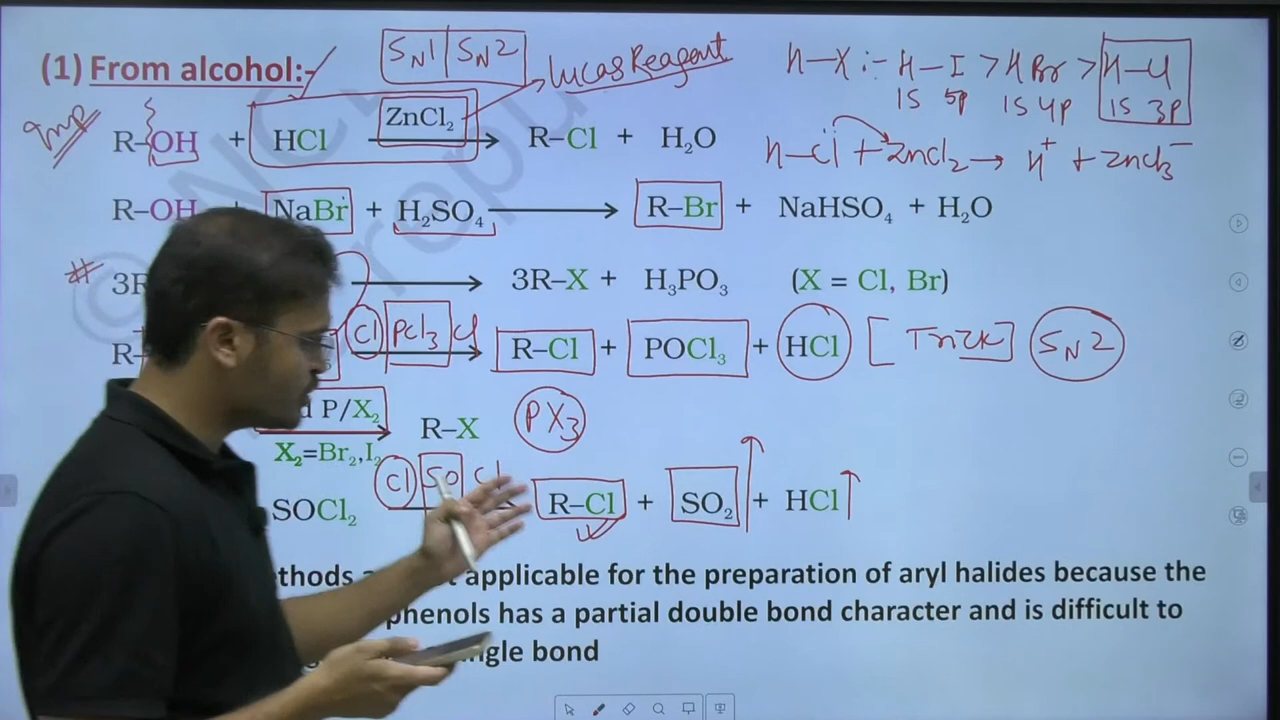 (1) From alcohol:-
SN1 | SN2
Lucas Reagent
H-X :- H-I > HBr > H-Cl
1S 5p 1S 4p 1S 3p
Imp
R–OH + HCl ZnCl₂ R–Cl + H₂O
H-Cl + ZnCl₂ → H⁺ + ZnCl₃⁻
R–OH + NaBr + H₂SO₄ R–Br + NaHSO₄ + H₂O
# 3R 3R–X + H₃PO₃ (X = Cl, Br)
Cl PCl₃ Cl
R– R–Cl + POCl₃ + HCl SN2
P/X₂ R–X PX₃
X₂=Br₂,I₂
Cl SO Cl
SOCl₂ R–Cl + SO₂ + HCl
applicable for the preparation of aryl halides because the
phenols has a partial double bond character and is difficult to
bond